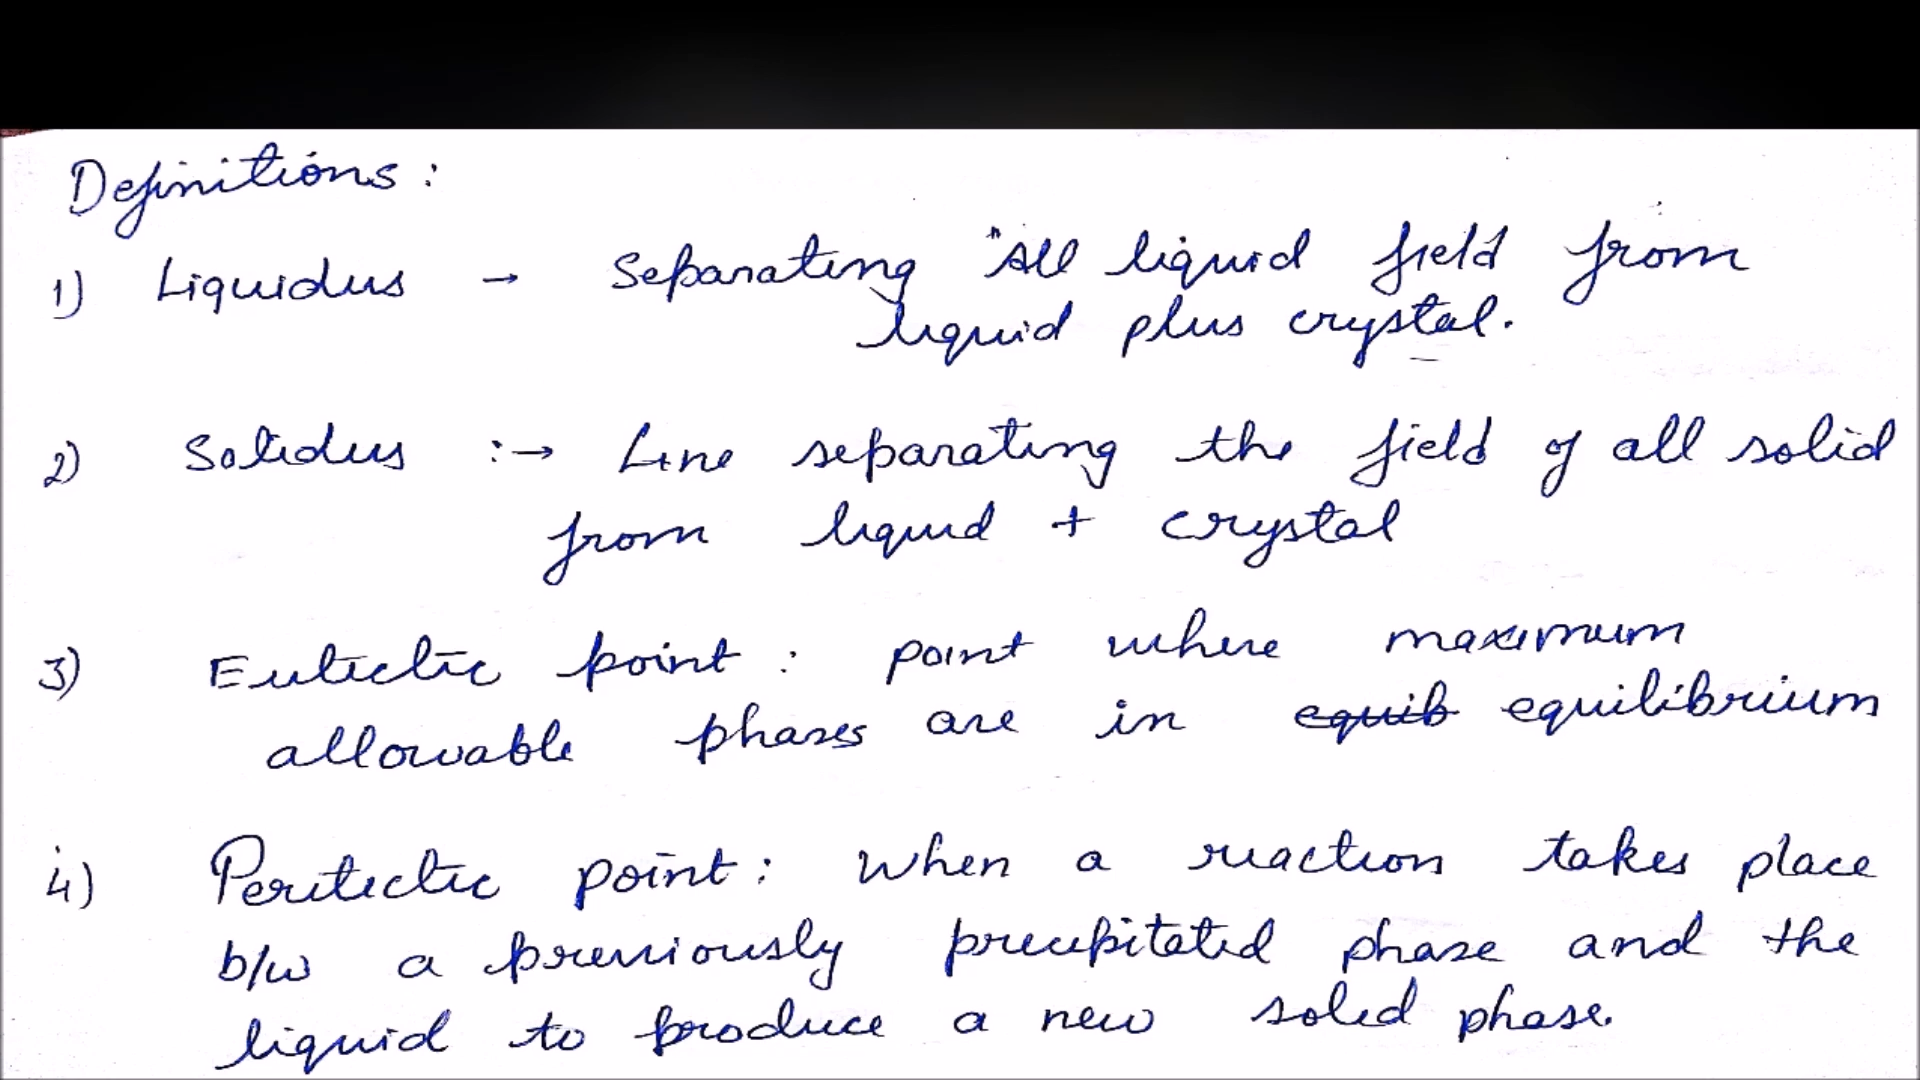 Definitions:
1) Liquidus → Separating "All liquid field from
liquid plus crystal.
2) Solidus :→ Line separating the field of all solid
from liquid + crystal
3) Eutectic point : point where maximum
allowable phases are in equib equilibrium
4) Peritectic point: When a reaction takes place
b/w a previously precipitated phase and the
liquid to produce a new solid phase.